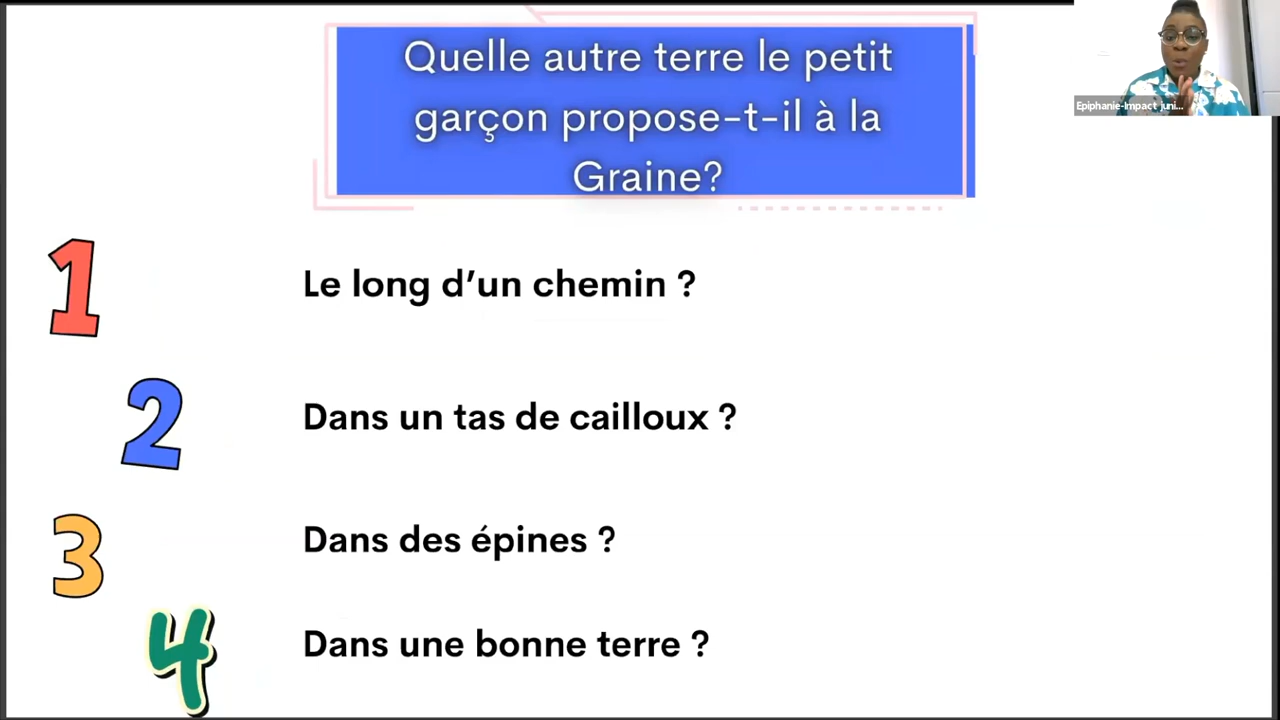 Quelle autre terre le petit
garçon propose-t-il à la
Graine?
Epiphanie-Impact juni...
1
Le long d'un chemin ?
2
Dans un tas de cailloux ?
3
Dans des épines ?
4
Dans une bonne terre ?